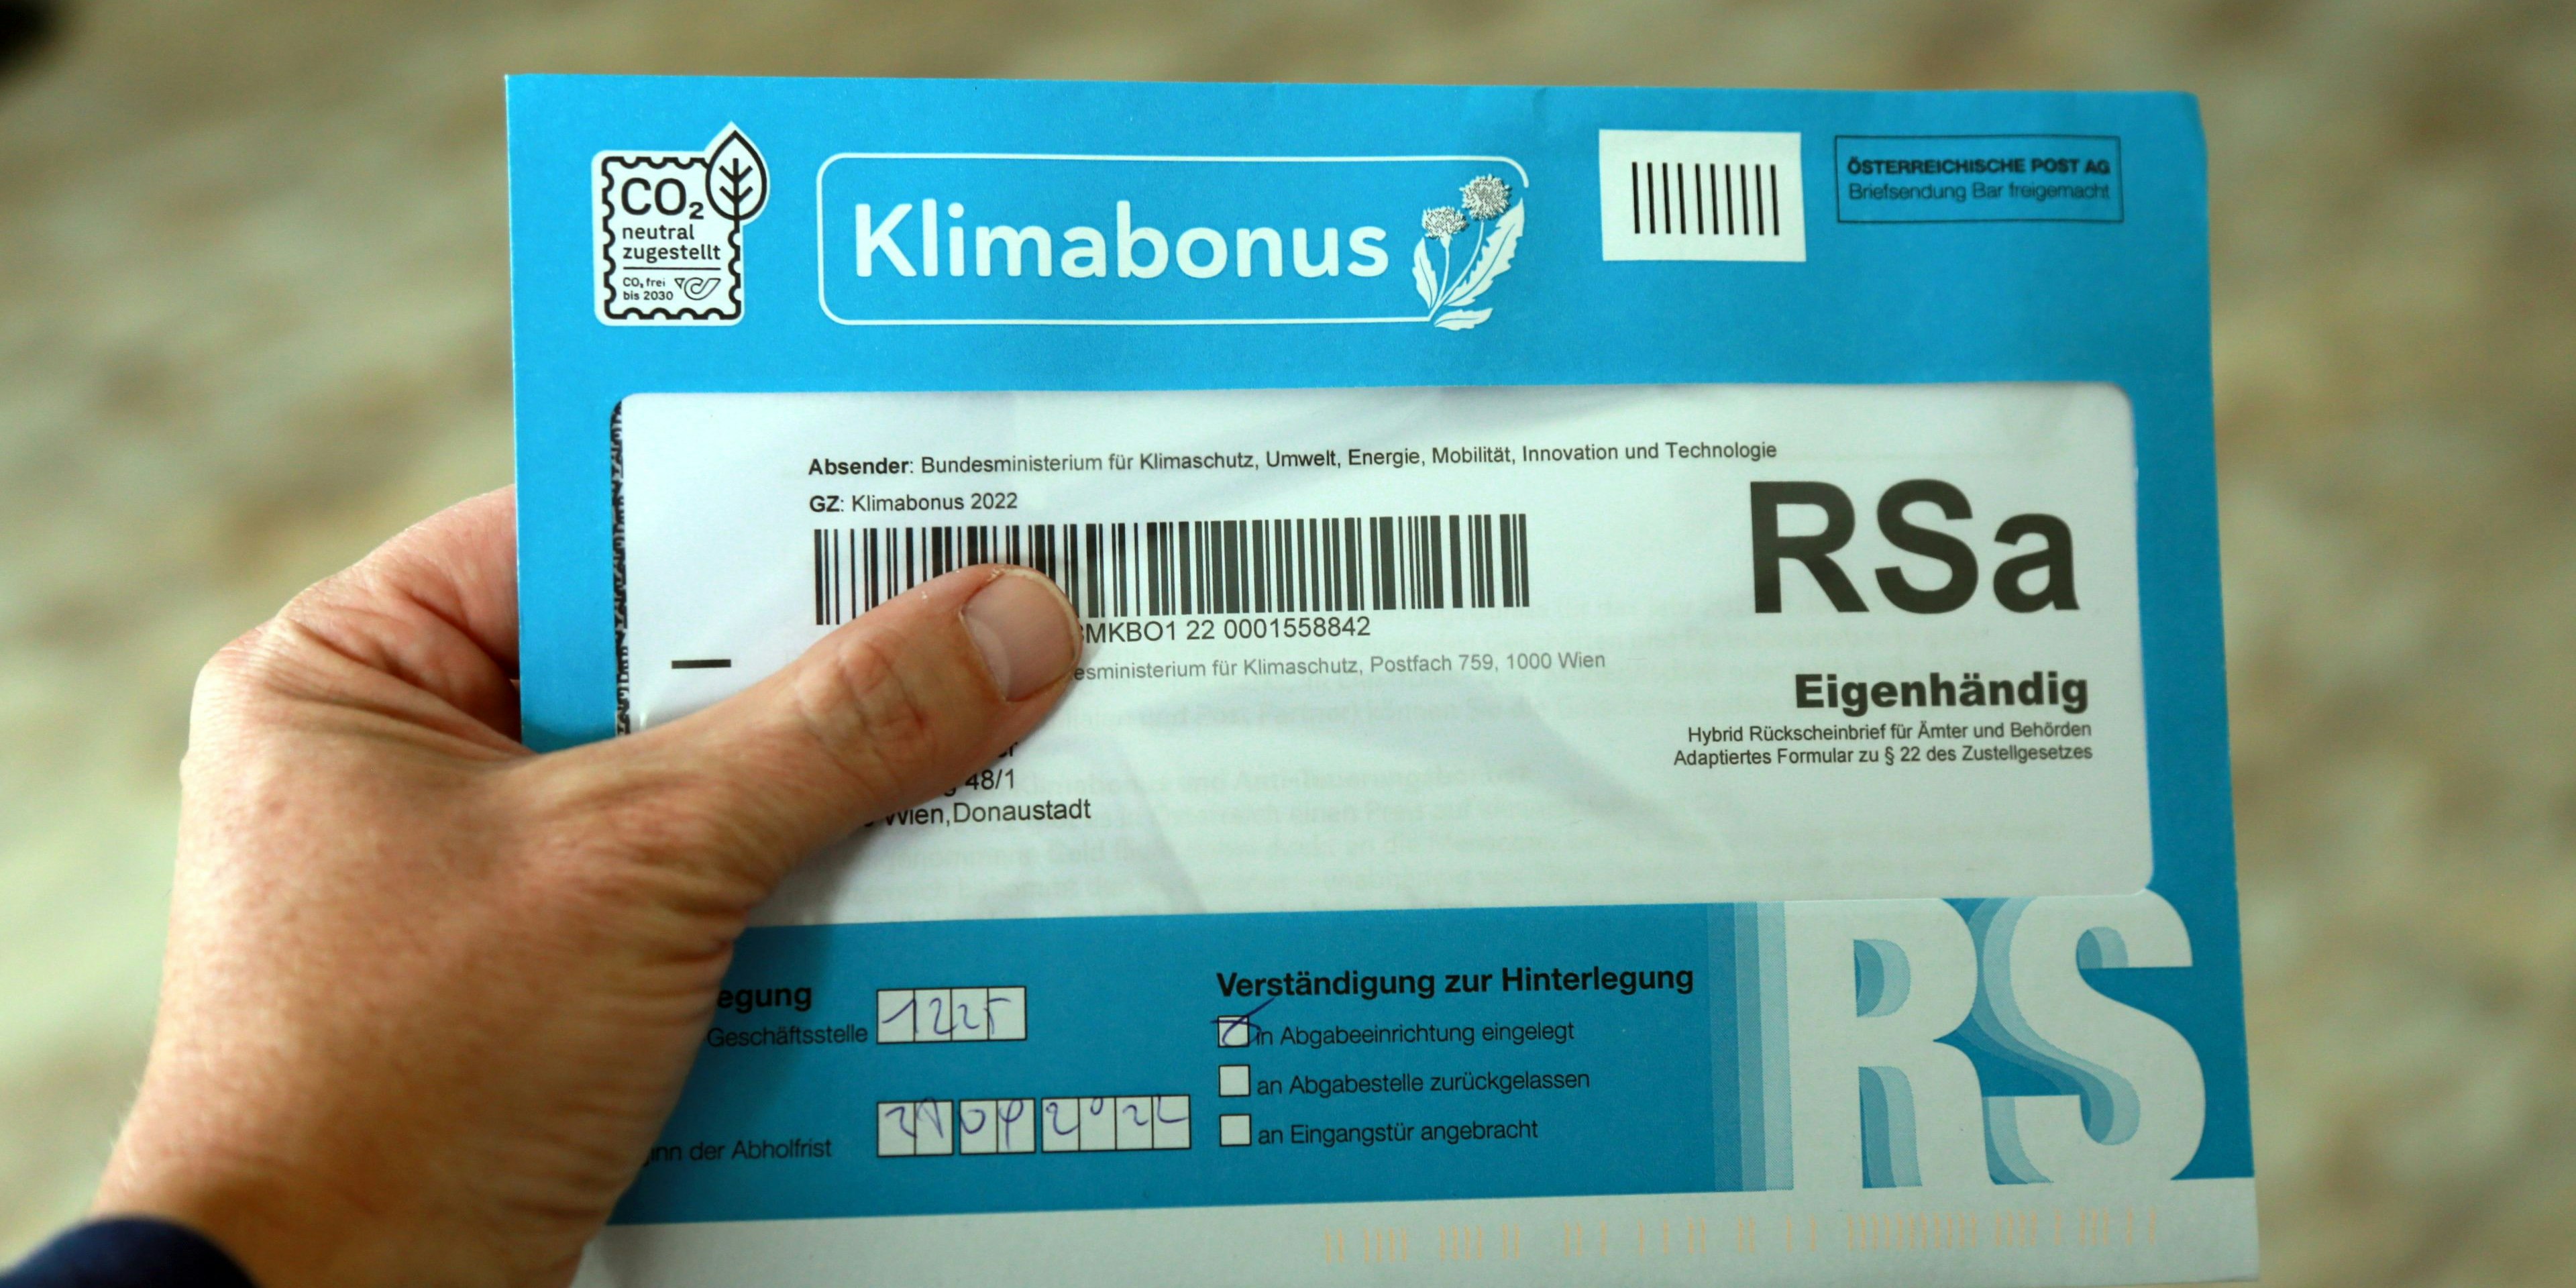 CO₂
neutral
zugestellt
CO₂ frei
bis 2030
Klimabonus
ÖSTERREICHISCHE POST AG
Briefsendung Bar freigemacht
Absender: Bundesministerium für Klimaschutz, Umwelt, Energie, Mobilität, Innovation und Technologie
GZ: Klimabonus 2022
RSa
MKBO1 22 0001558842
esministerium für Klimaschutz, Postfach 759, 1000 Wien
Eigenhändig
Hybrid Rückscheinbrief für Ämter und Behörden
Adaptiertes Formular zu § 22 des Zustellgesetzes
48/1
Wien,Donaustadt
egung
Geschäftsstelle 1225
inn der Abholfrist
Verständigung zur Hinterlegung
in Abgabeeinrichtung eingelegt
an Abgabestelle zurückgelassen
an Eingangstür angebracht
RS